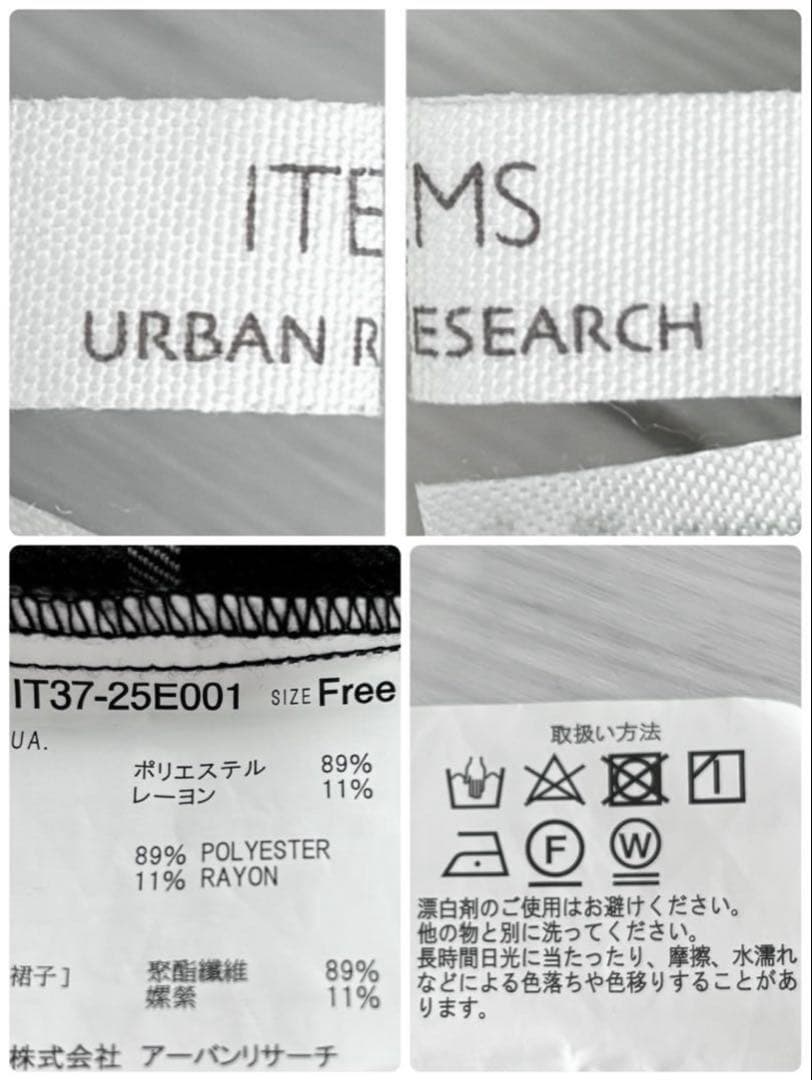 ITEMS
URBAN RESEARCH
IT37-25E001 SIZE Free
UA.
ポリエステル 89%
レーヨン 11%
89% POLYESTER
11% RAYON
裙子]
聚酯纖維 89%
嫘縈 11%
株式会社 アーバンリサーチ
取扱い方法
F W
漂白剤のご使用はお避けください。
他の物と別に洗ってください。
長時間日光に当たったり、摩擦、水濡れ
などによる色落ちや色移りすることがあ
ります。